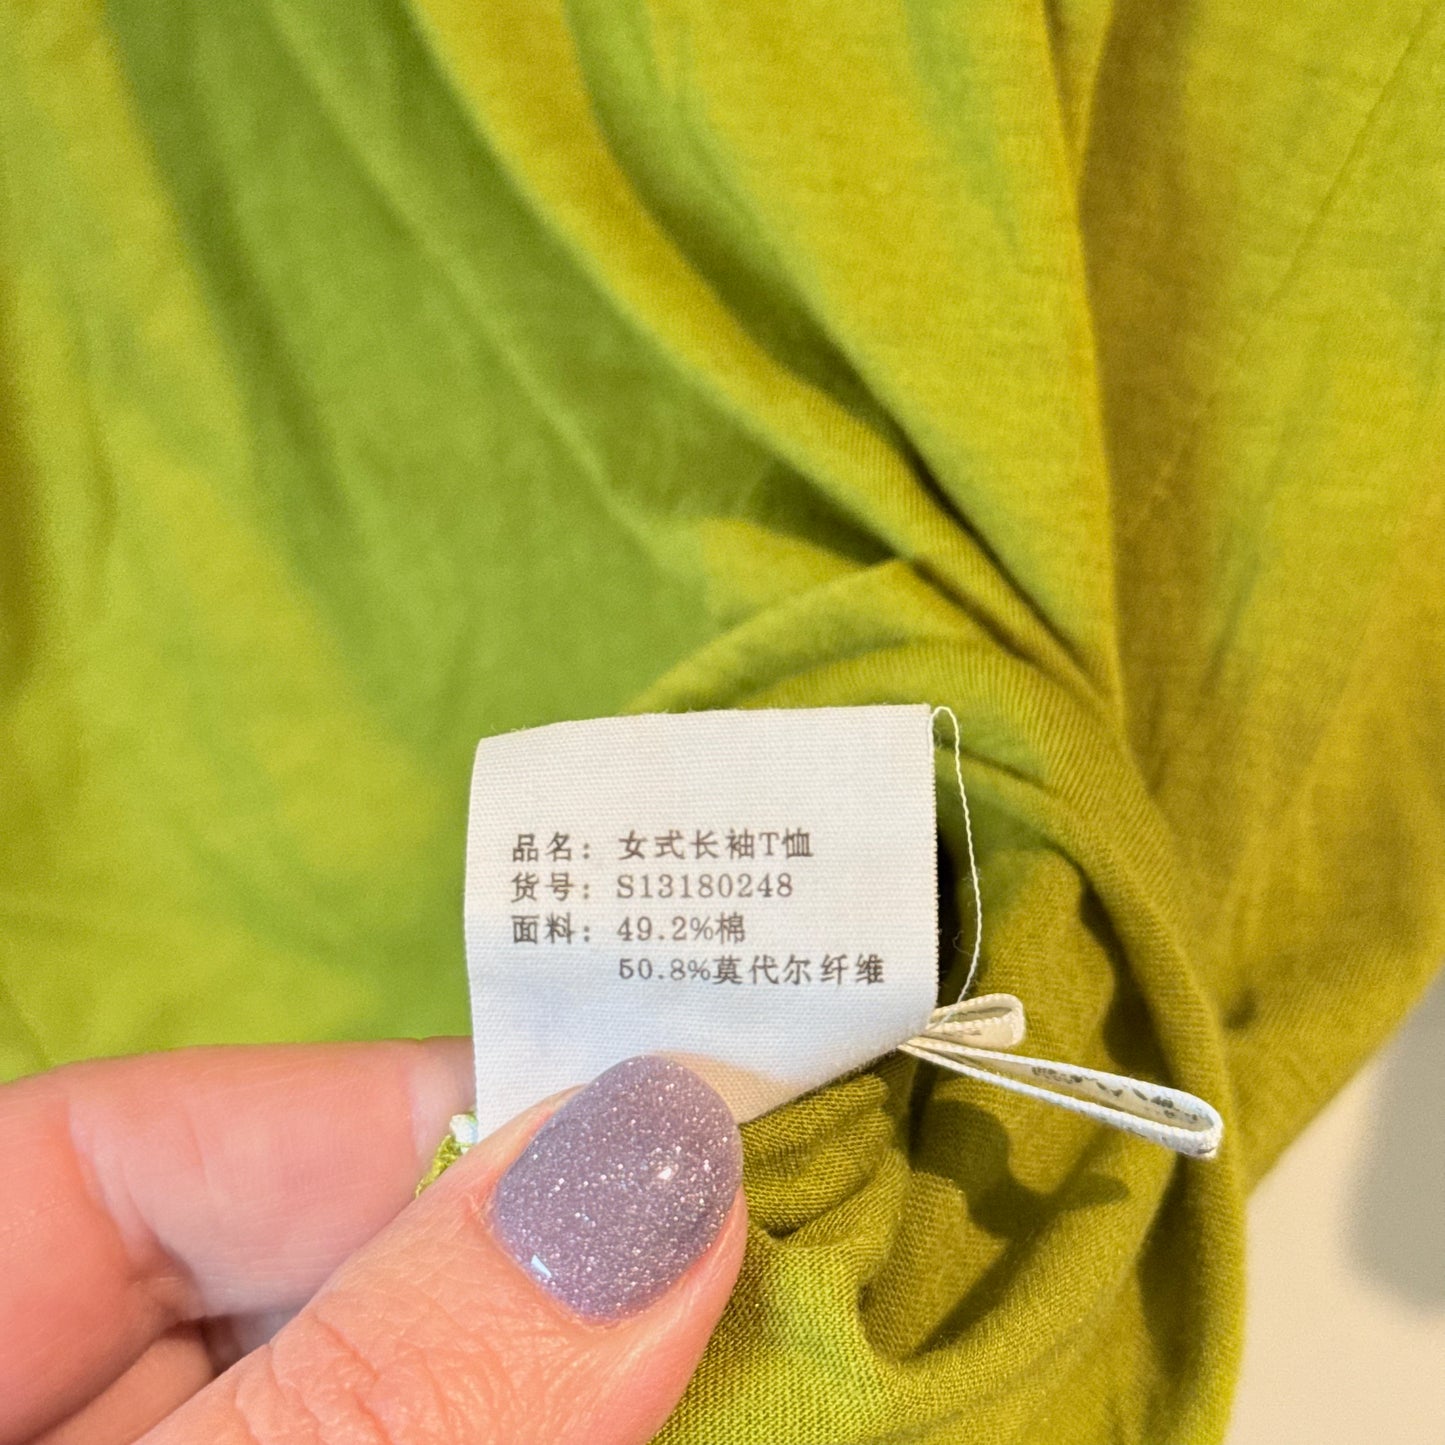 品名: 女式长袖T恤
货号: S13180248
面料: 49.2%棉
50.8%莫代尔纤维